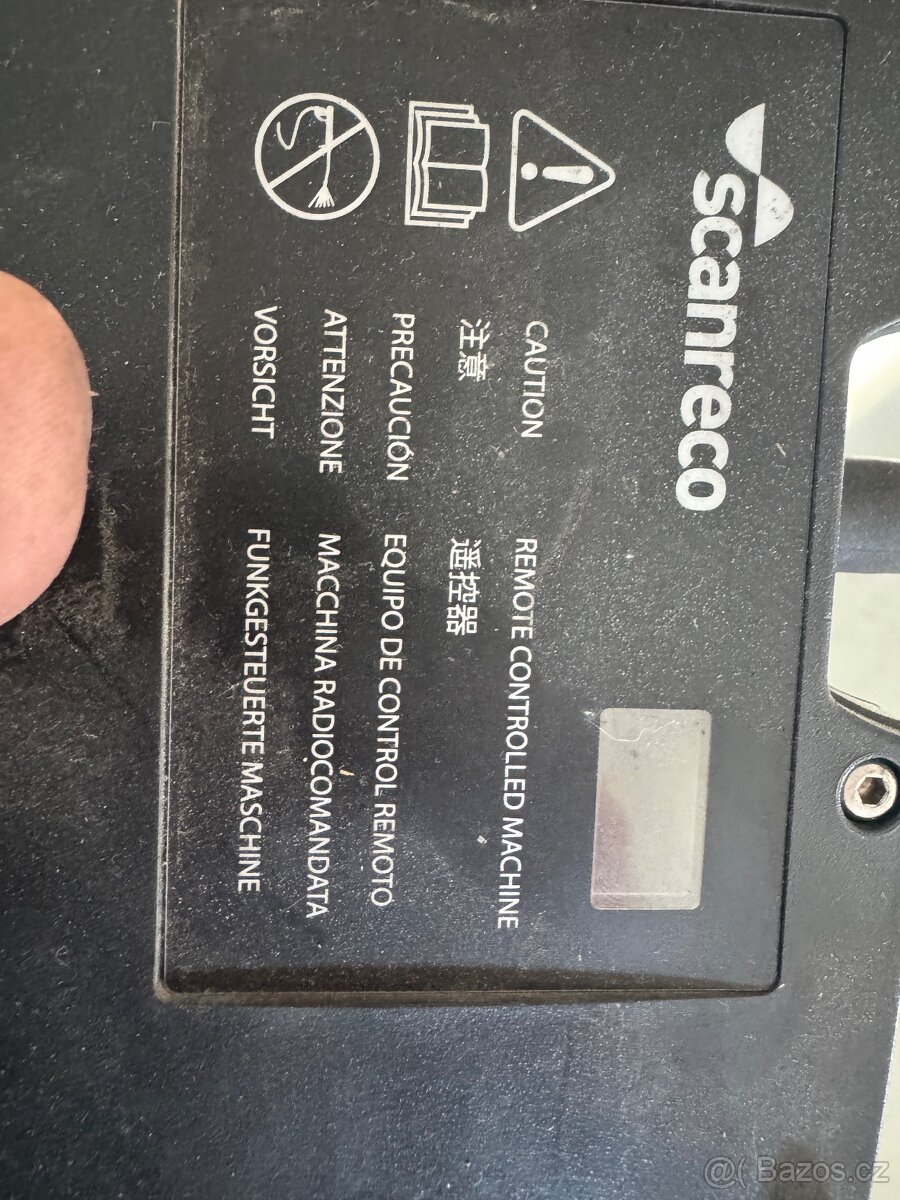 scanreco
CAUTION REMOTE CONTROLLED MACHINE
注意 遥控器
PRECAUCIÓN EQUIPO DE CONTROL REMOTO
ATTENZIONE MACCHINA RADIOCOMANDATA
VORSICHT FUNKGESTEUERTE MASCHINE
@( Bazos.cz